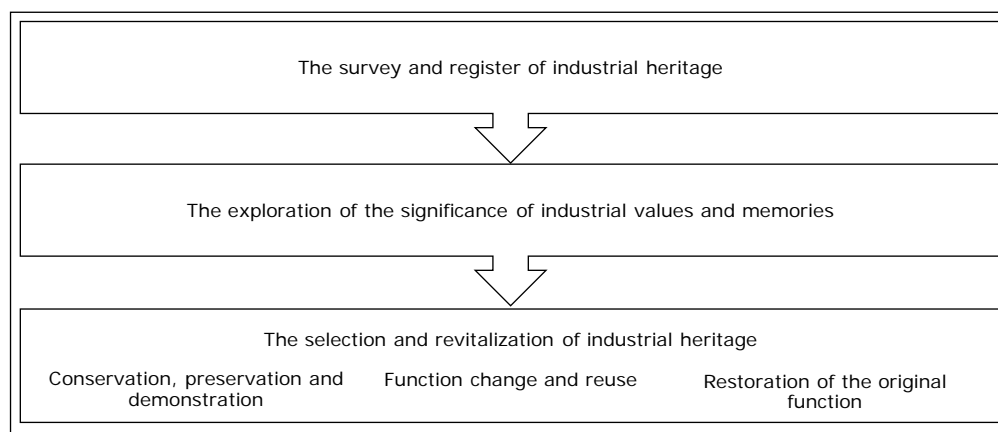 The survey and register of industrial heritage
The exploration of the significance of industrial values and memories
The selection and revitalization of industrial heritage
Conservation, preservation and
demonstration
Function change and reuse
Restoration of the original
function